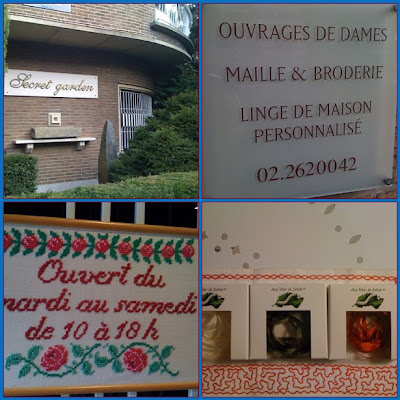 Secret garden
OUVRAGES DE DAMES
MAILLE & BRODERIE
LINGE DE MAISON
PERSONNALISÉ
02.2620042
Ouvert du
mardi au samedi
de 10 à 18 h